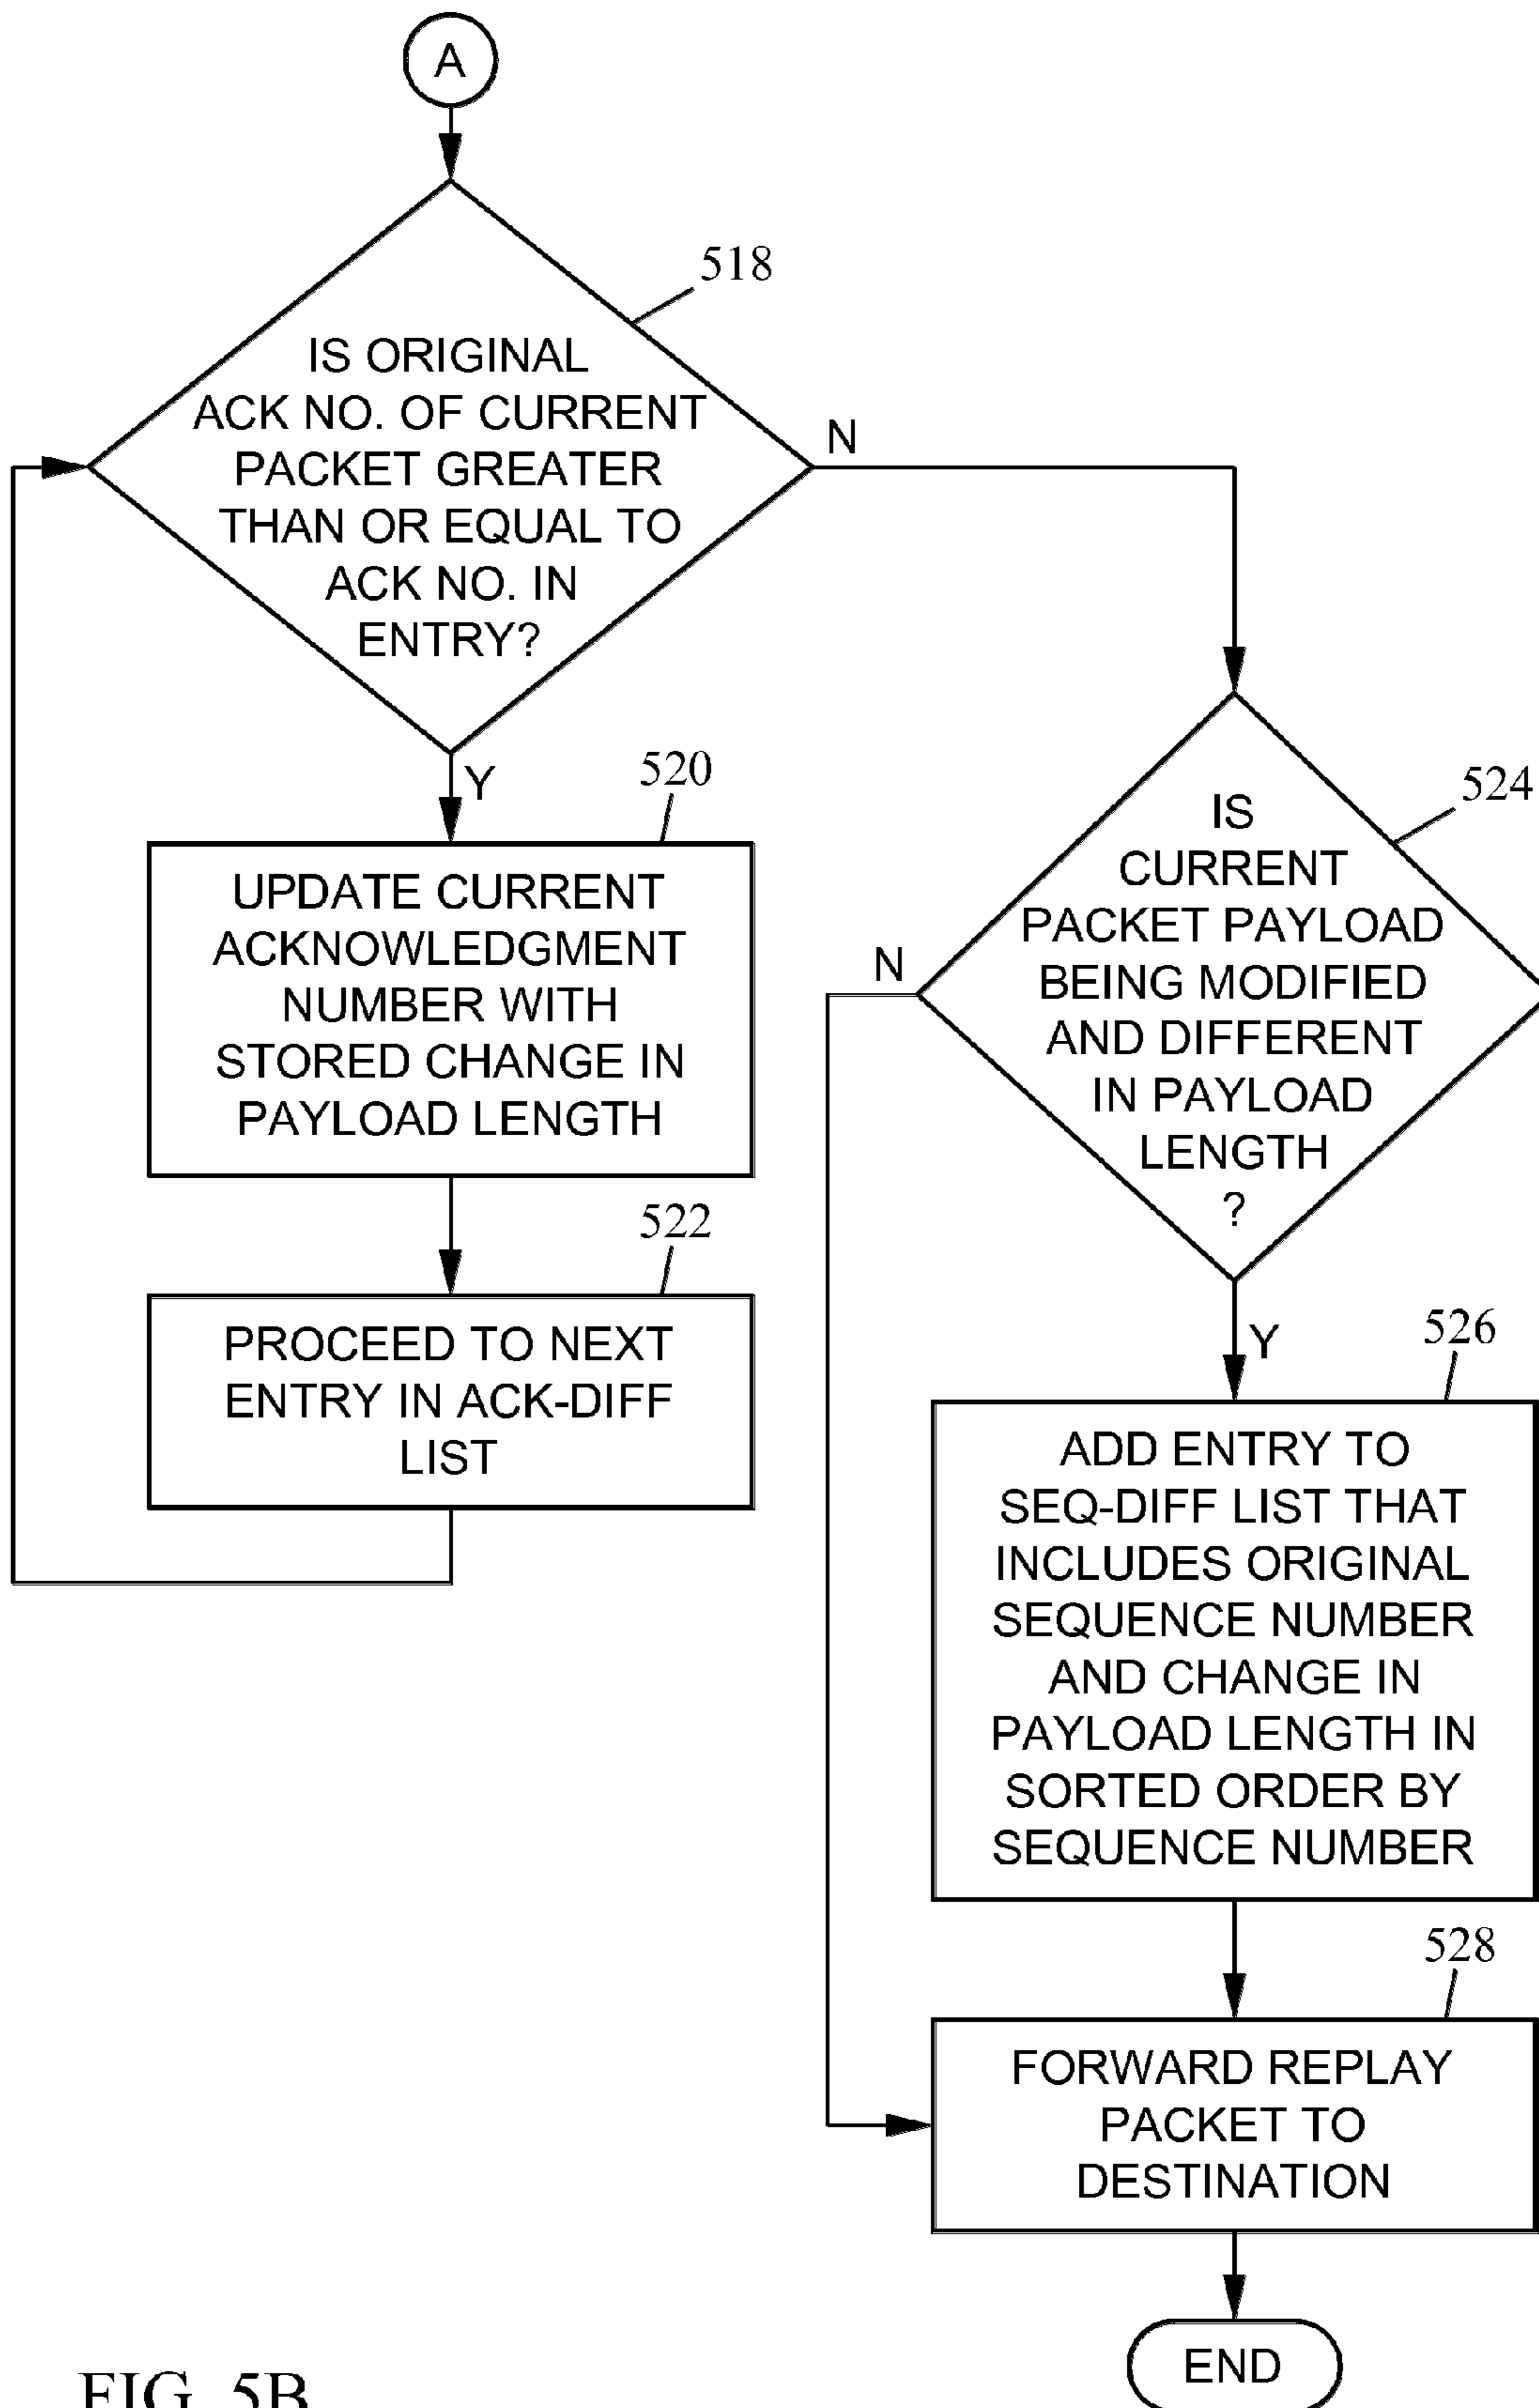 A
518
IS ORIGINAL
ACK NO. OF CURRENT
PACKET GREATER
THAN OR EQUAL TO
ACK NO. IN
ENTRY?
N
Y
520
UPDATE CURRENT
ACKNOWLEDGMENT
NUMBER WITH
STORED CHANGE IN
PAYLOAD LENGTH
522
PROCEED TO NEXT
ENTRY IN ACK-DIFF
LIST
524
IS
CURRENT
PACKET PAYLOAD
BEING MODIFIED
AND DIFFERENT
IN PAYLOAD
LENGTH
?
N
Y
526
ADD ENTRY TO
SEQ-DIFF LIST THAT
INCLUDES ORIGINAL
SEQUENCE NUMBER
AND CHANGE IN
PAYLOAD LENGTH IN
SORTED ORDER BY
SEQUENCE NUMBER
528
FORWARD REPLAY
PACKET TO
DESTINATION
END
FIG. 5B